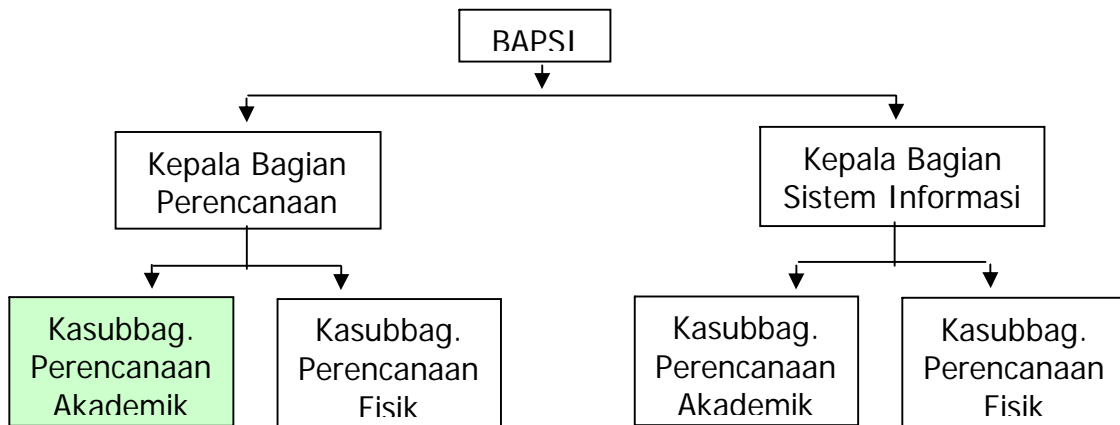 BAPSI
Kepala Bagian
Perencanaan
Kepala Bagian
Sistem Informasi
Kasubbag.
Perencanaan
Akademik
Kasubbag.
Perencanaan
Fisik
Kasubbag.
Perencanaan
Akademik
Kasubbag.
Perencanaan
Fisik